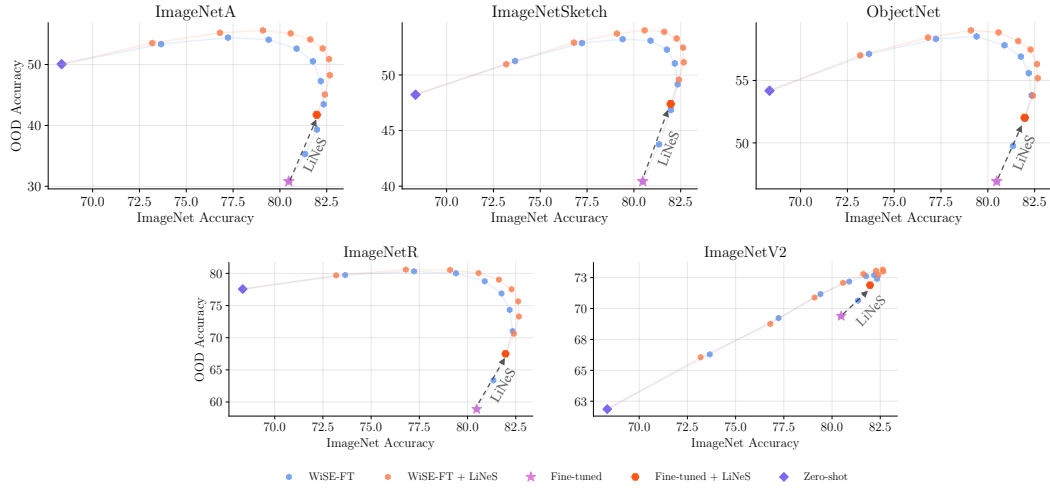 ImageNetA
ImageNetSketch
ObjectNet
OOD Accuracy
50
40
30
50
45
40
55
50
LiNeS
LiNeS
LiNeS
70.0 72.5 75.0 77.5 80.0 82.5
70.0 72.5 75.0 77.5 80.0 82.5
70.0 72.5 75.0 77.5 80.0 82.5
ImageNet Accuracy
ImageNet Accuracy
ImageNet Accuracy
ImageNetR
ImageNetV2
OOD Accuracy
80
75
70
65
60
73
70
68
65
63
LiNeS
LiNeS
70.0 72.5 75.0 77.5 80.0 82.5
70.0 72.5 75.0 77.5 80.0 82.5
ImageNet Accuracy
ImageNet Accuracy
WiSE-FT WiSE-FT + LiNeS Fine-tuned Fine-tuned + LiNeS Zero-shot